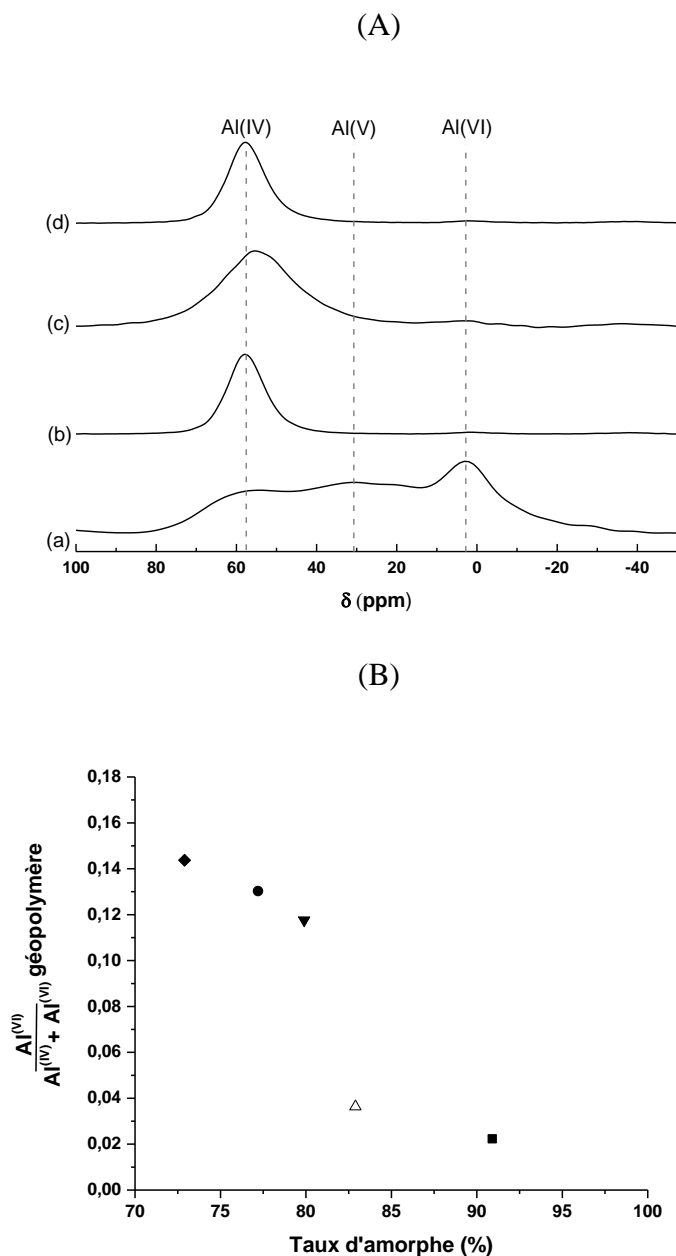 (A)
Al(IV) Al(V) Al(VI)
(d)
(c)
(b)
(a)
100 80 60 40 20 0 -20 -40
δ (ppm)
(B)
0,18
0,16
0,14
0,12
0,10
0,08
0,06
0,04
0,02
0,00
Al(VI)
Al(IV)+ Al(VI) géopolymère
70 75 80 85 90 95 100
Taux d'amorphe (%)